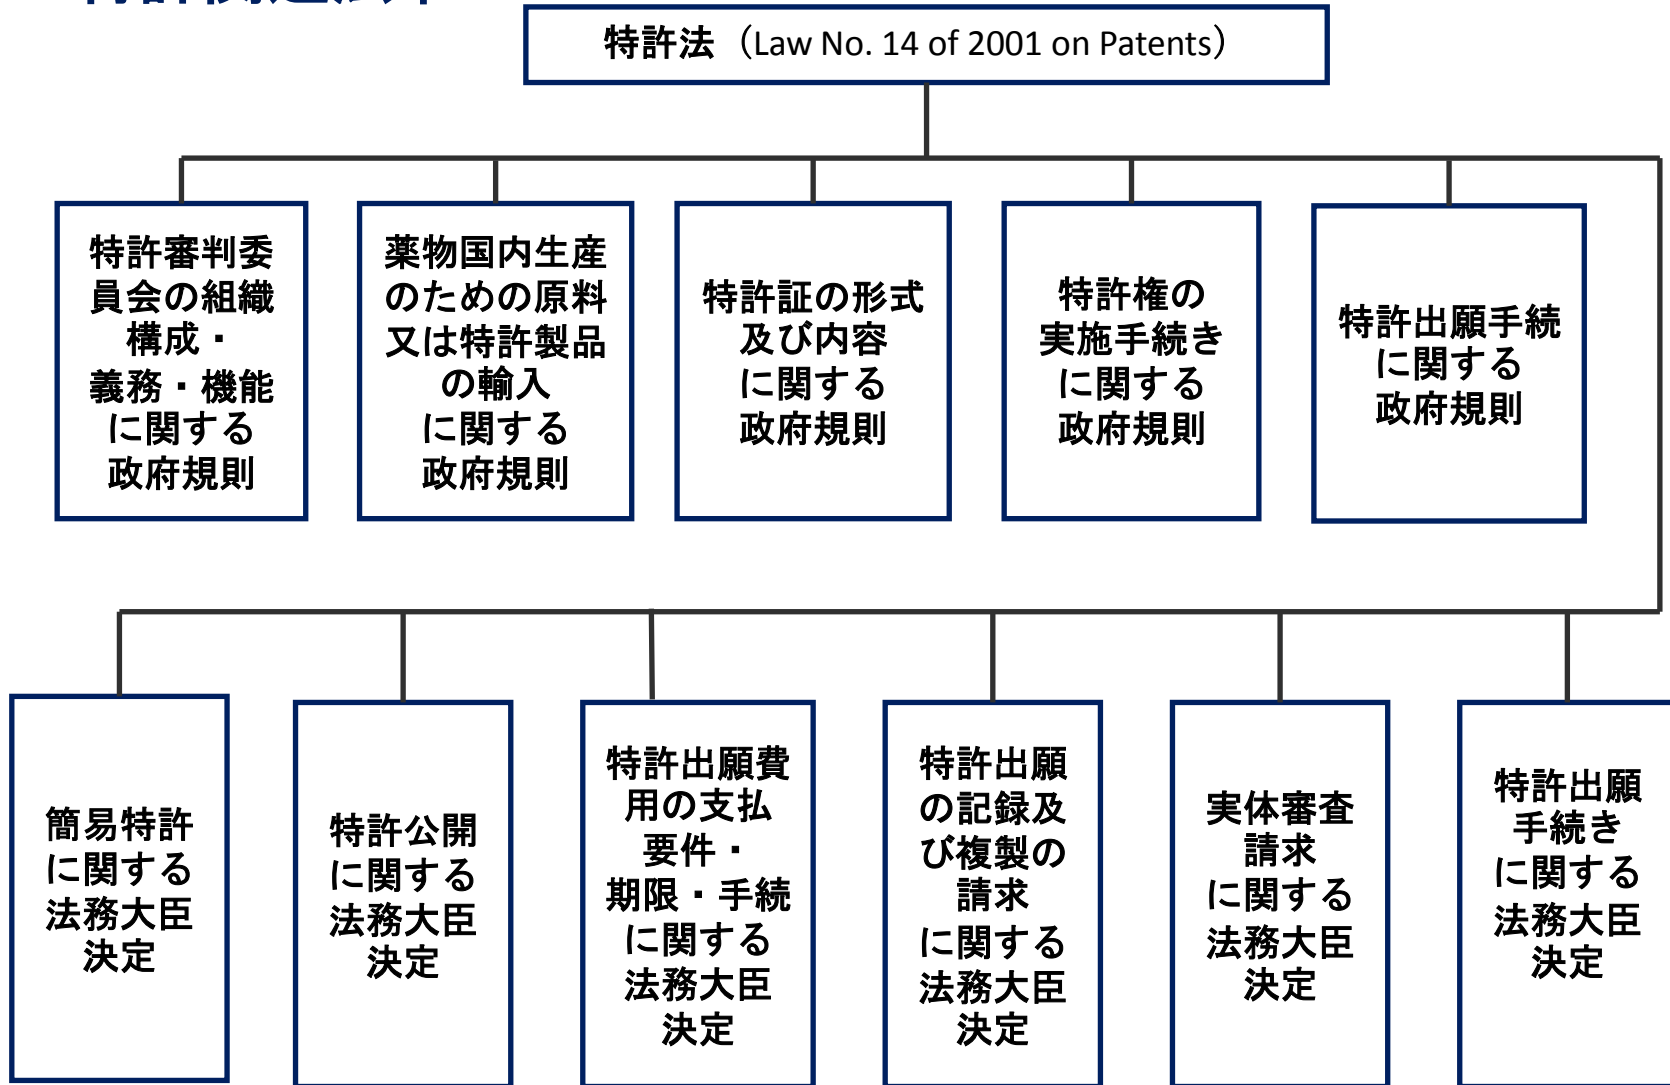 特許法（Law No. 14 of 2001 on Patents）
特許審判委
員会の組織
構成・
義務・機能
に関する
政府規則
薬物国内生産
のための原料
又は特許製品
の輸入
に関する
政府規則
特許証の形式
及び内容
に関する
政府規則
特許権の
実施手続き
に関する
政府規則
特許出願手続
に関する
政府規則
簡易特許
に関する
法務大臣
決定
特許公開
に関する
法務大臣
決定
特許出願費
用の支払
要件・
期限・手続
に関する
法務大臣
決定
特許出願
の記録及
び複製の
請求
に関する
法務大臣
決定
実体審査
請求
に関する
法務大臣
決定
特許出願
手続き
に関する
法務大臣
決定